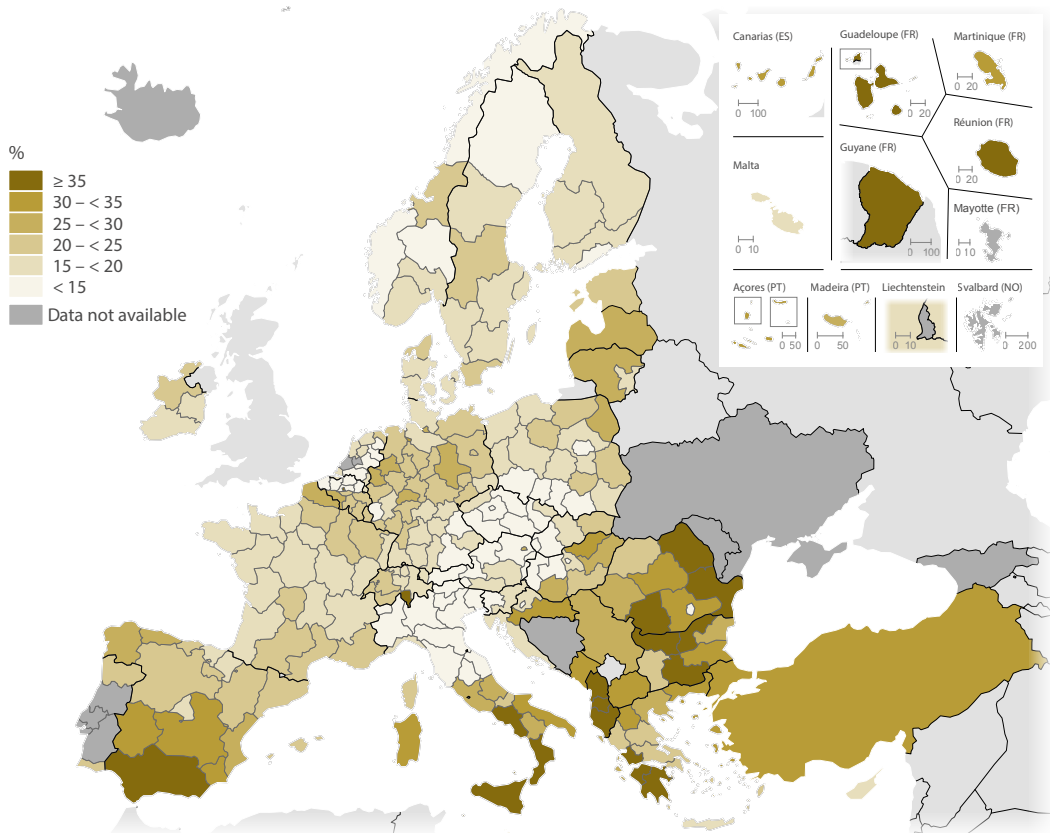 %
≥ 35
30 – < 35
25 – < 30
20 – < 25
15 – < 20
< 15
Data not available
Canarias (ES)
0 100
Guadeloupe (FR)
0 20
Martinique (FR)
0 20
Réunion (FR)
0 20
Malta
0 10
Guyane (FR)
0 100
Mayotte (FR)
0 10
Açores (PT)
0 50
Madeira (PT)
0 50
Liechtenstein
0 10
Svalbard (NO)
0 200